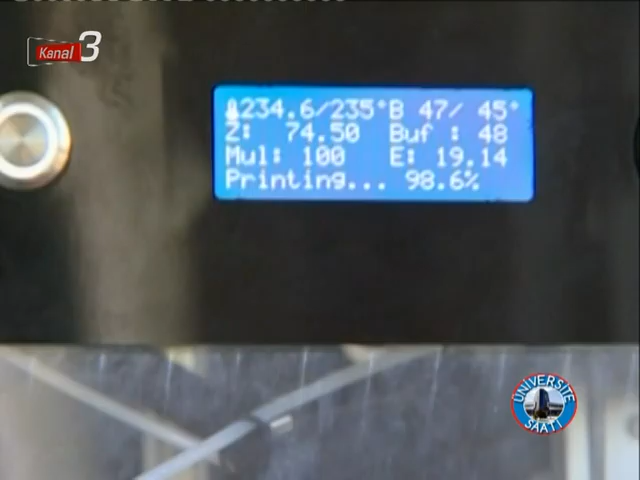 Kanal 3
234.6/235°B 47/ 45°
Z: 74.50 Buf : 48
Mul: 100 E: 19.14
Printing... 98.6%
ÜNİVERSİTE
SAATİ